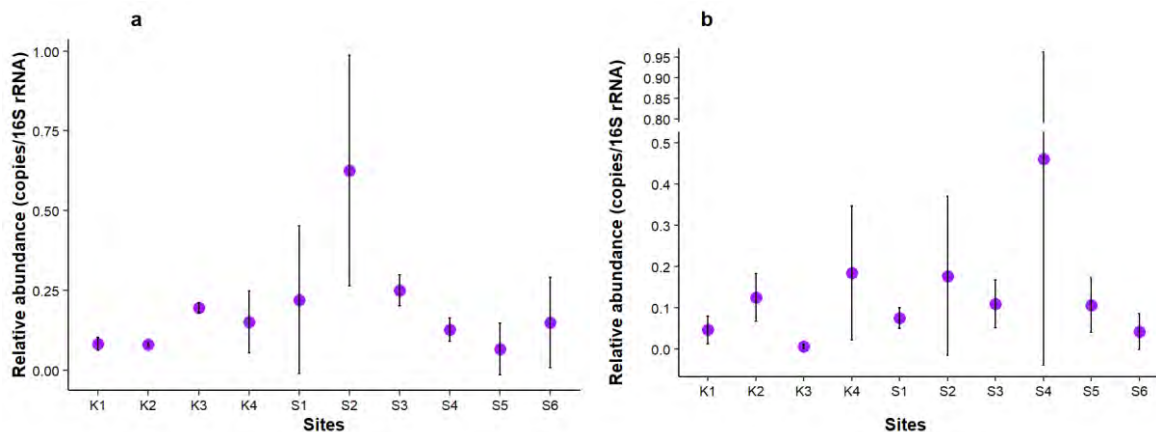 a
Relative abundance (copies/16S rRNA)
1.00
0.75
0.50
0.25
0.00
K1 K2 K3 K4 S1 S2 S3 S4 S5 S6
Sites
b
Relative abundance (copies/16S rRNA)
0.95
0.90
0.85
0.80
0.5
0.4
0.3
0.2
0.1
0.0
K1 K2 K3 K4 S1 S2 S3 S4 S5 S6
Sites